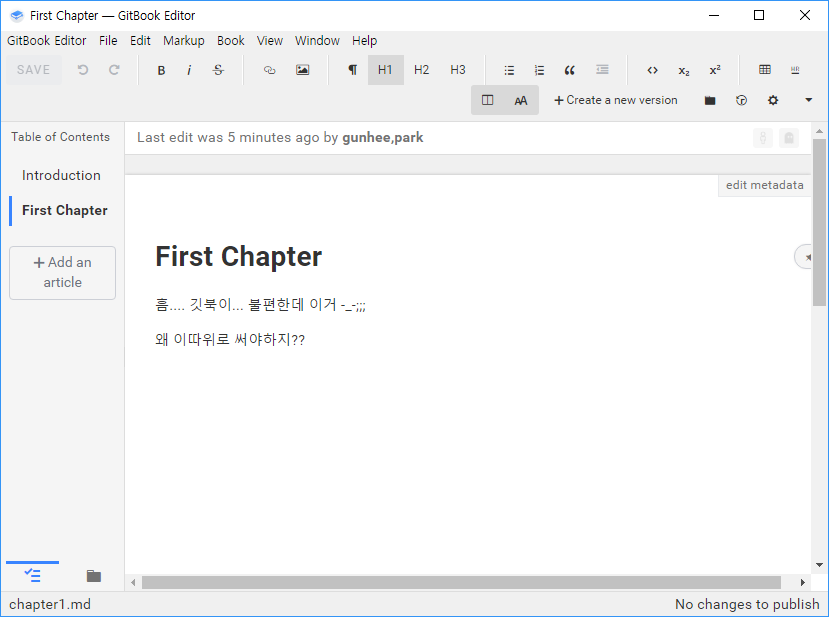 First Chapter — GitBook Editor
GitBook Editor File Edit Markup Book View Window Help
SAVE B i S ¶ H1 H2 H3 <> x₂ x² HR
AA + Create a new version
Table of Contents
Last edit was 5 minutes ago by gunhee,park
Introduction
edit metadata
First Chapter
+ Add an
article
First Chapter
흠.... 깃북이... 불편한데 이거 -_-;;;
왜 이따위로 써야하지??
chapter1.md
No changes to publish